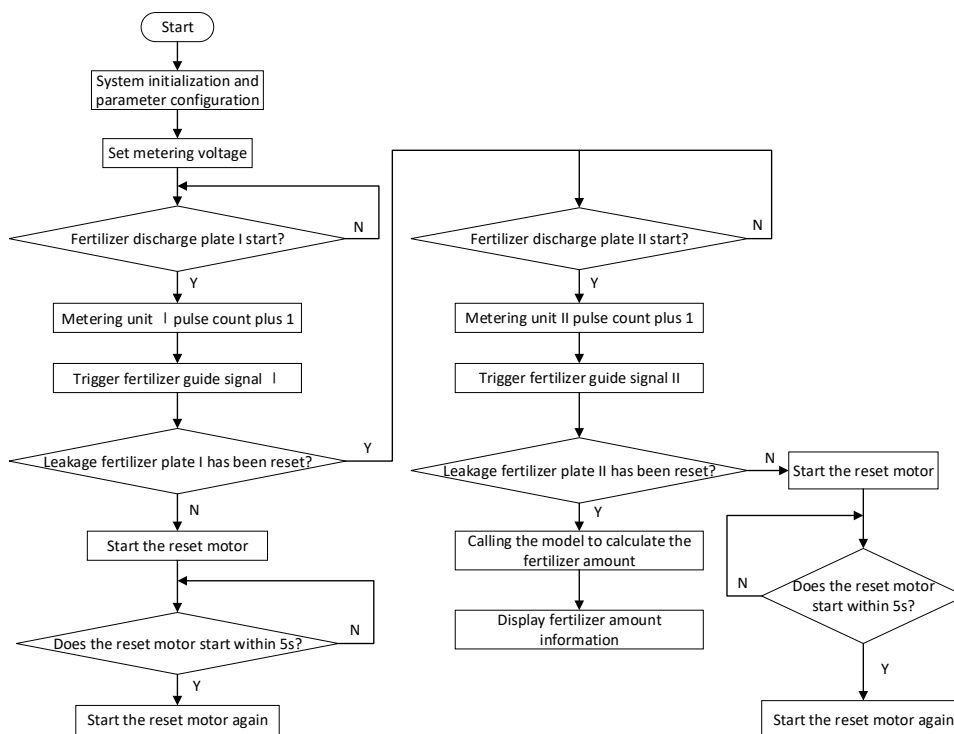 Start
System initialization and
parameter configuration
Set metering voltage
Fertilizer discharge plate I start?
N
Y
Metering unit I pulse count plus 1
Trigger fertilizer guide signal I
Leakage fertilizer plate I has been reset?
Y
N
Start the reset motor
N
Does the reset motor start within 5s?
Y
Start the reset motor again
Fertilizer discharge plate II start?
N
Y
Metering unit II pulse count plus 1
Trigger fertilizer guide signal II
Leakage fertilizer plate II has been reset?
N
Y
Calling the model to calculate the
fertilizer amount
Display fertilizer amount
information
Start the reset motor
N
Does the reset motor
start within 5s?
Y
Start the reset motor again